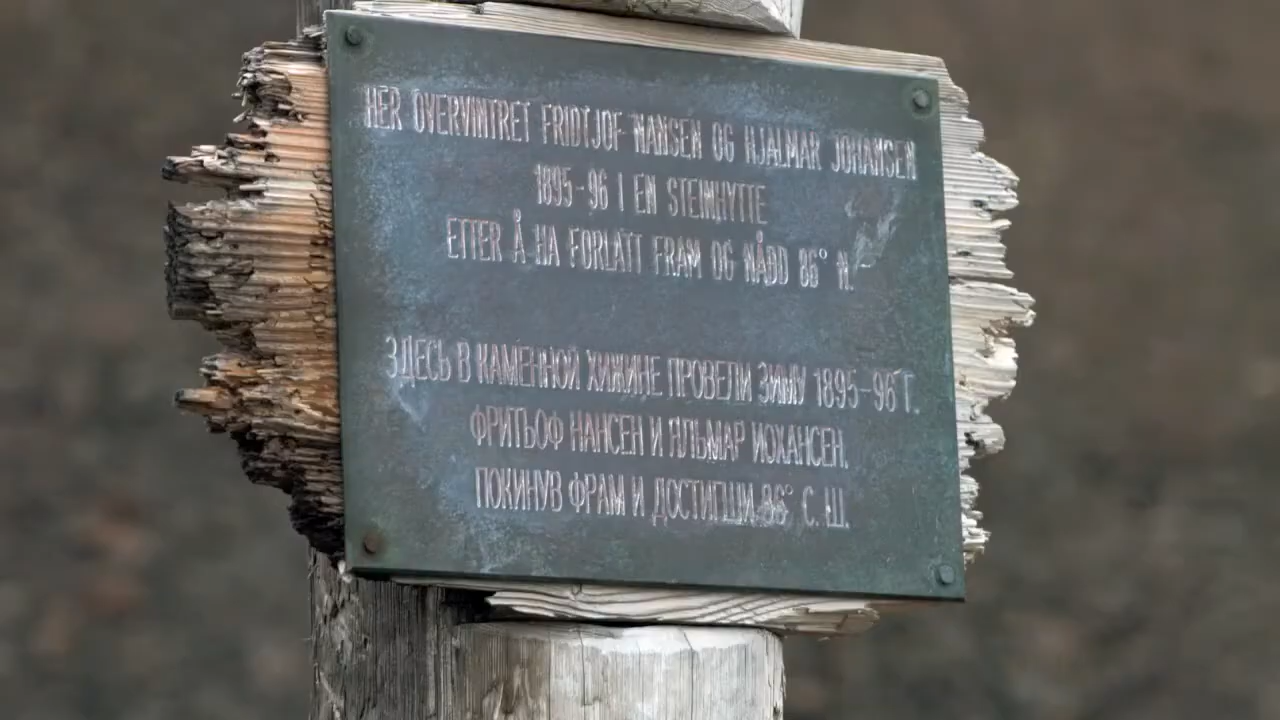 HER OVERVINTRET FRIDTJOF NANSEN OG HJALMAR JOHANSEN
1895-96 I EN STEINHYTTE
ETTER Å HA FORLATT FRAM OG NÅDD 86° N.
ЗДЕСЬ В КАМЕННОЙ ХИЖИНЕ ПРОВЕЛИ ЗИМУ 1895-96 Г.
ФРИТЬОФ НАНСЕН И ЯЛЬМАР ИОХАНСЕН,
ПОКИНУВ ФРАМ И ДОСТИГШИ 86° С.Ш.